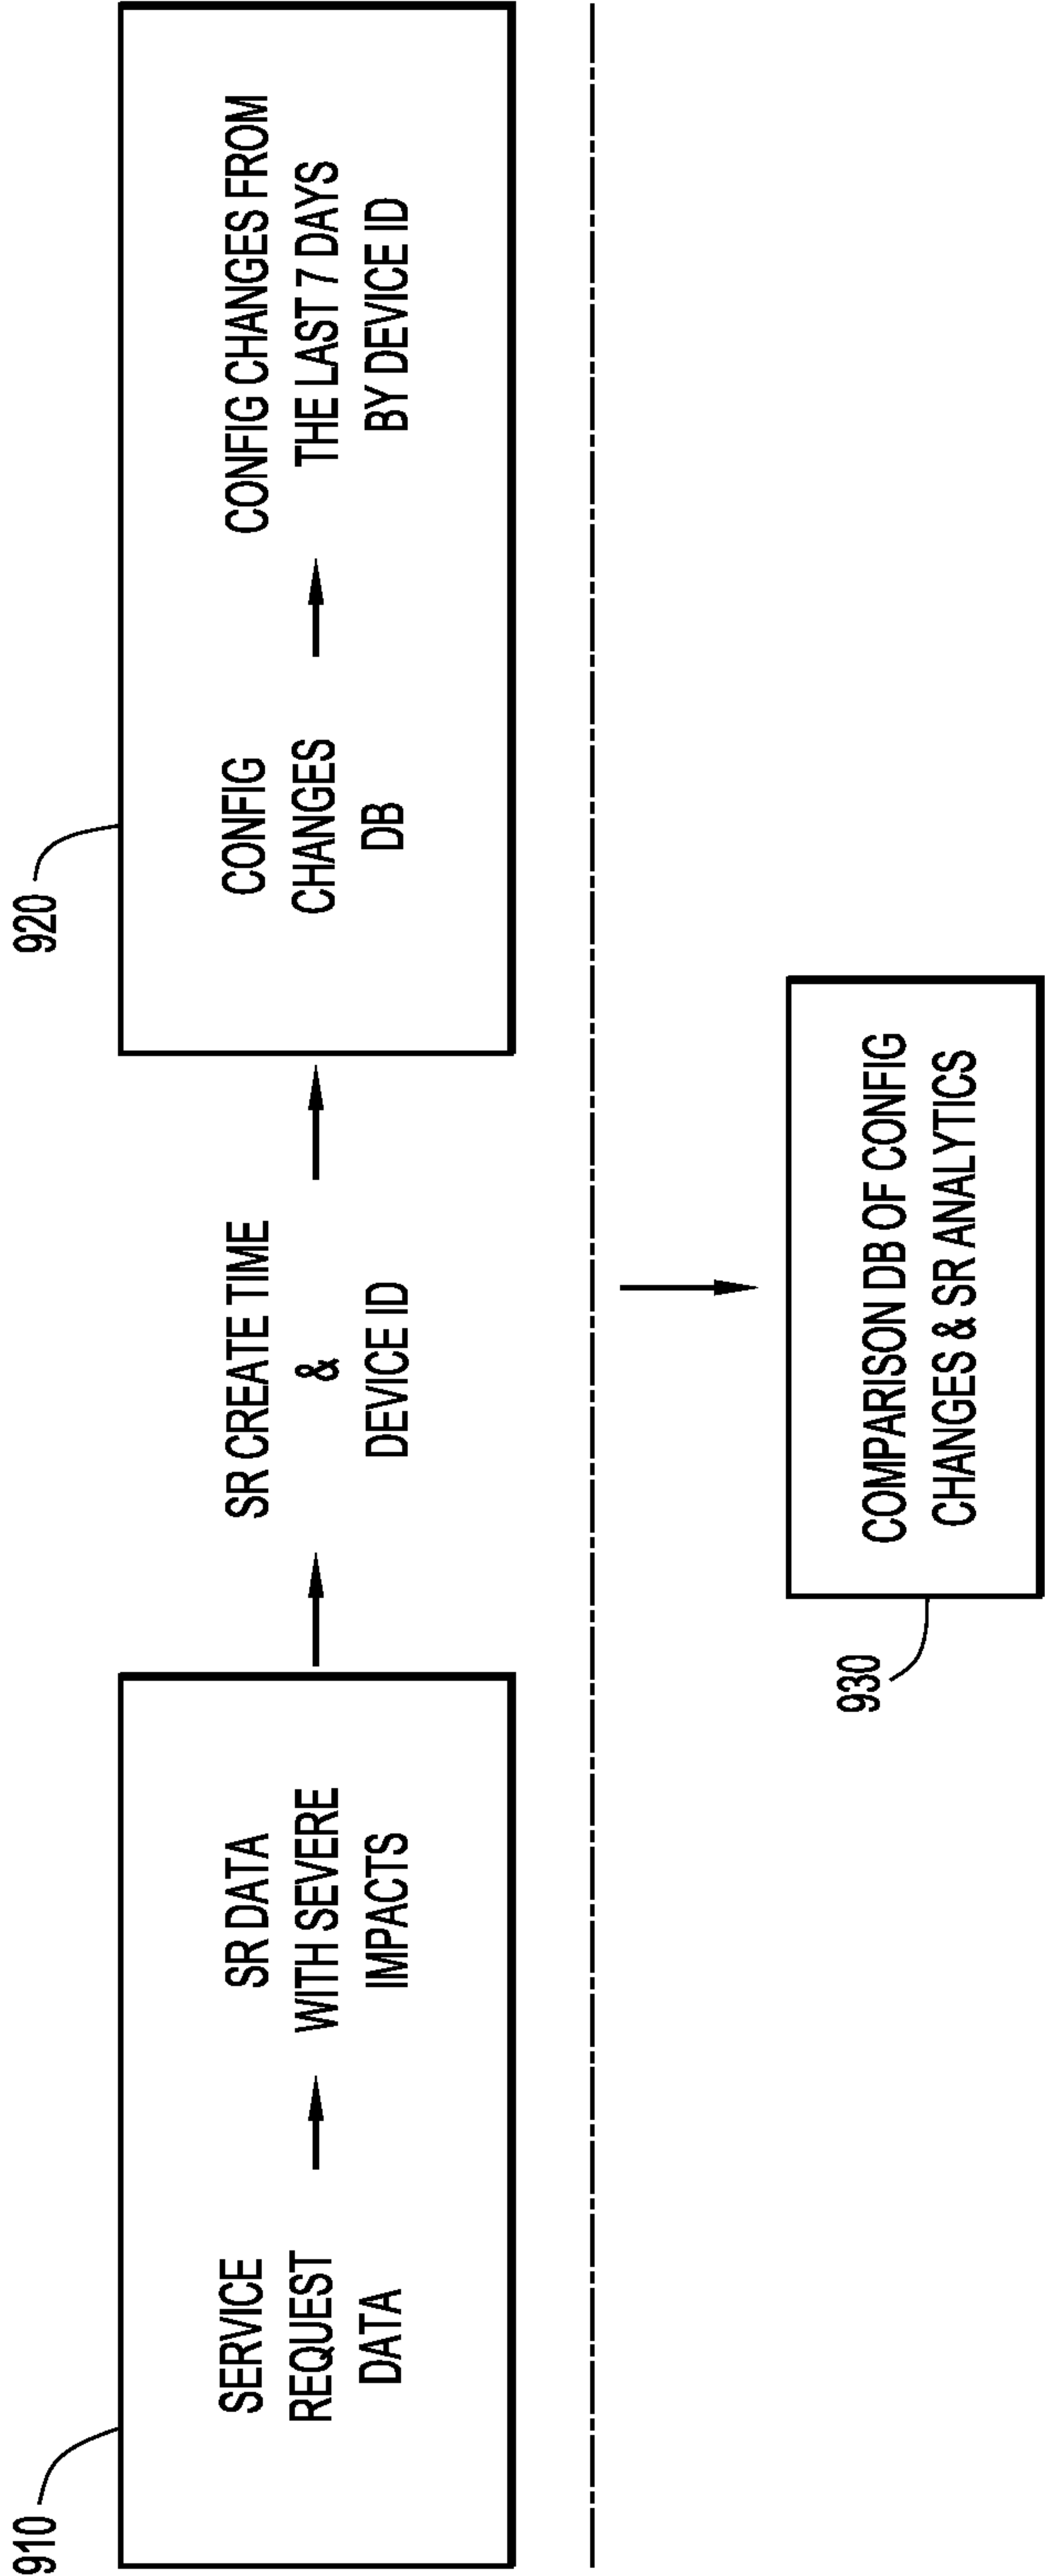 910
SERVICE
REQUEST
DATA
SR DATA
WITH SEVERE
IMPACTS
SR CREATE TIME
&
DEVICE ID
920
CONFIG
CHANGES
DB
CONFIG CHANGES FROM
THE LAST 7 DAYS
BY DEVICE ID
930
COMPARISON DB OF CONFIG
CHANGES & SR ANALYTICS